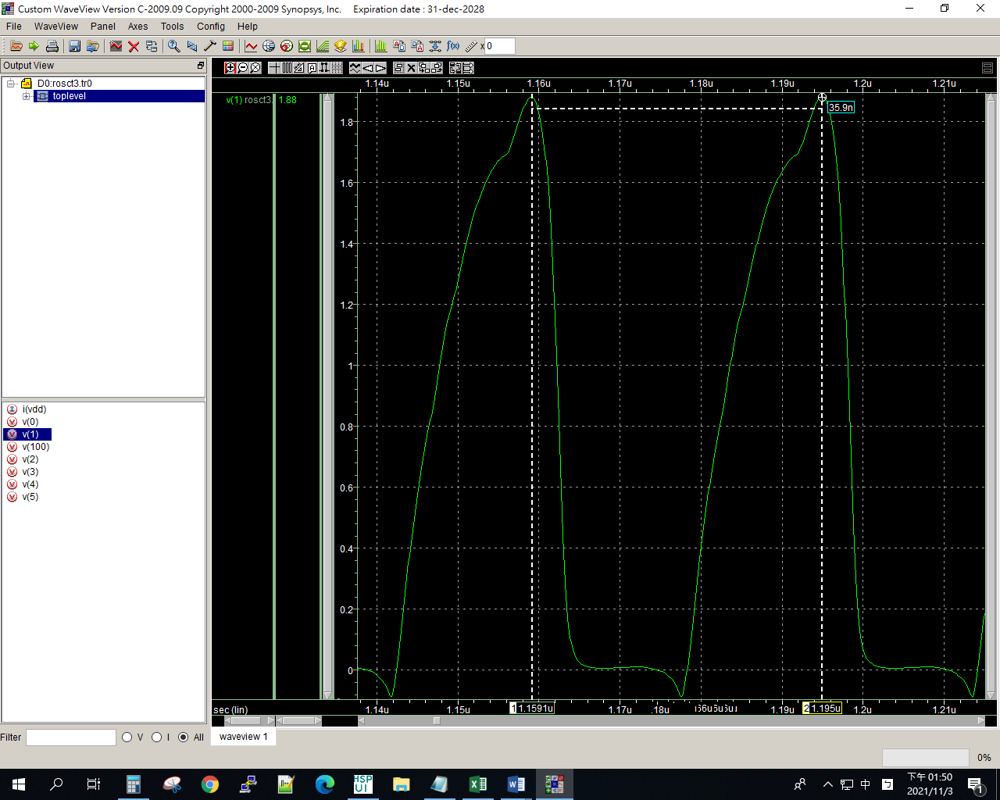 Custom WaveView Version C-2009.09 Copyright 2000-2009 Synopsys, Inc.    Expiration date : 31-dec-2028
File WaveView Panel Axes Tools Config Help
x 0
Output View
D0:rosct3.tr0
toplevel
1.14u 1.15u 1.16u 1.17u 1.18u 1.19u 1.2u 1.21u
v(1) rosct3. 1.88
35.9n
1.8
1.6
1.4
1.2
1
0.8
0.6
0.4
0.2
0
i(vdd)
v(0)
v(1)
v(100)
v(2)
v(3)
v(4)
v(5)
sec (lin) 1.14u 1.15u 1 1.1591u 1.17u .18u 1.19u 2 1.195u 1.2u 1.21u
Filter V I All
waveview 1
0%
HSP
UI
中
下午 01:50
2021/11/3
1